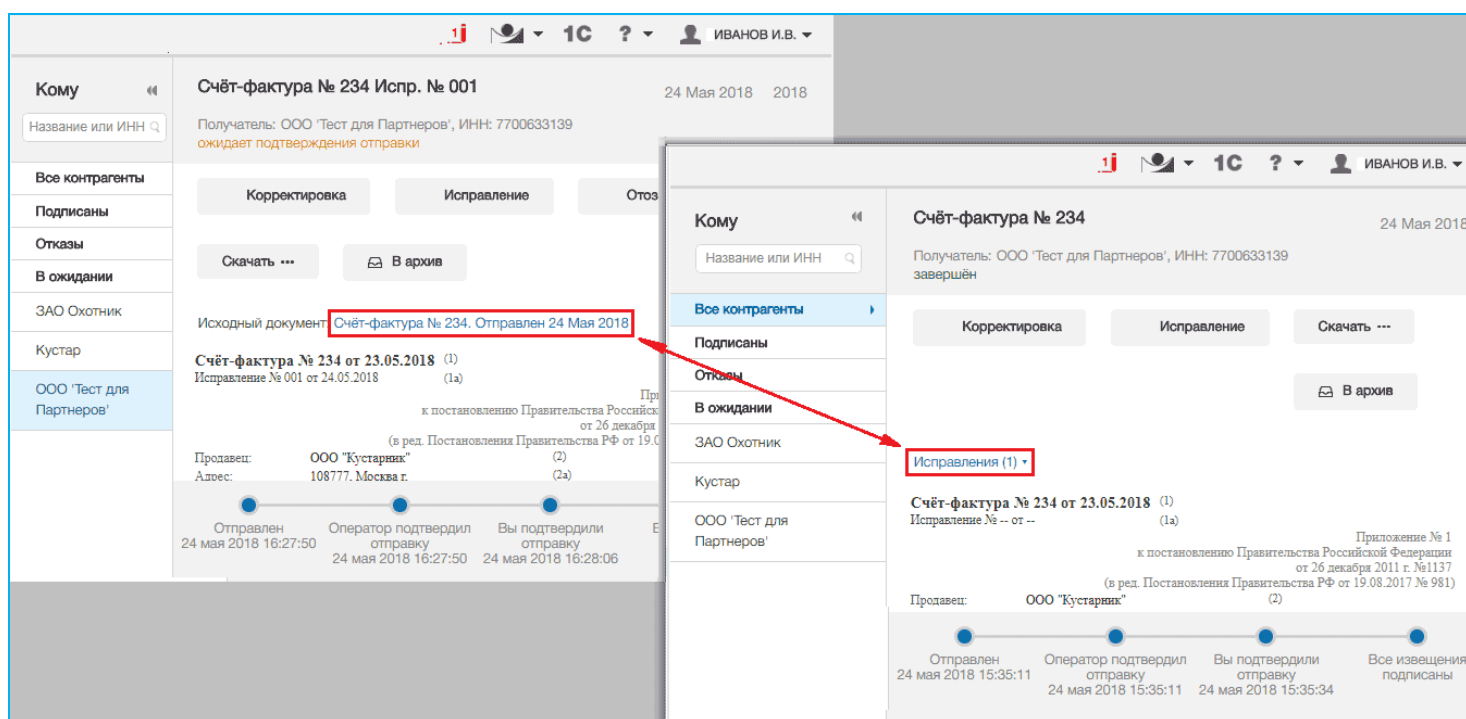 1
1С
?
ИВАНОВ И.В.
Кому
Название или ИНН
Все контрагенты
Подписаны
Отказы
В ожидании
ЗАО Охотник
Кустар
ООО 'Тест для
Партнеров'
Счёт-фактура № 234 Испр. № 001
24 Мая 2018 2018
Получатель: ООО 'Тест для Партнеров', ИНН: 7700633139
ожидает подтверждения отправки
Корректировка
Исправление
Отоз
Скачать •••
В архив
Исходный документ: Счёт-фактура № 234. Отправлен 24 Мая 2018
Счёт-фактура № 234 от 23.05.2018 (1)
Исправление № 001 от 24.05.2018 (1а)
При
к постановлению Правительства Российск
от 26 декабря
(в ред. Постановления Правительства РФ от 19.0
Продавец: ООО "Кустарник" (2)
Адрес: 108777, Москва г, (2а)
Отправлен
24 мая 2018 16:27:50
Оператор подтвердил
отправку
24 мая 2018 16:27:50
Вы подтвердили
отправку
24 мая 2018 16:28:06
1
1С
?
ИВАНОВ И.В.
Кому
Название или ИНН
Все контрагенты
Подписаны
Отказы
В ожидании
ЗАО Охотник
Кустар
ООО 'Тест для
Партнеров'
Счёт-фактура № 234
24 Мая 2018
Получатель: ООО 'Тест для Партнеров', ИНН: 7700633139
завершён
Корректировка
Исправление
Скачать •••
В архив
Исправления (1)
Счёт-фактура № 234 от 23.05.2018 (1)
Исправление № -- от -- (1а)
Приложение № 1
к постановлению Правительства Российской Федерации
от 26 декабря 2011 г. №1137
(в ред. Постановления Правительства РФ от 19.08.2017 № 981)
Продавец: ООО "Кустарник" (2)
Отправлен
24 мая 2018 15:35:11
Оператор подтвердил
отправку
24 мая 2018 15:35:11
Вы подтвердили
отправку
24 мая 2018 15:35:34
Все извещения
подписаны